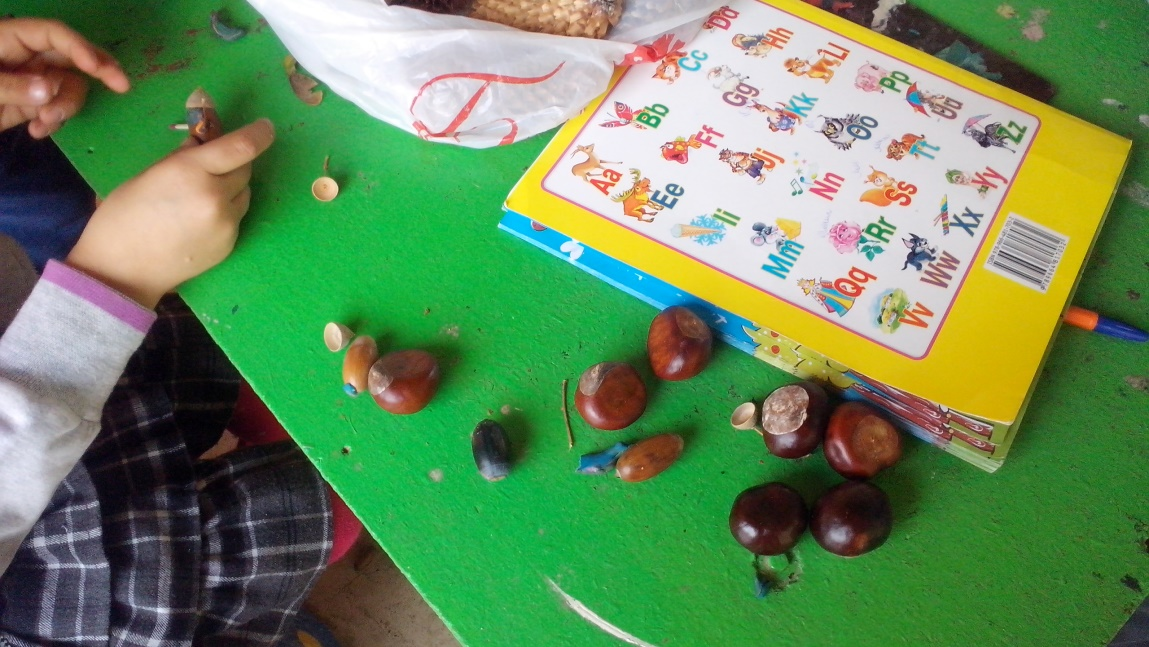 Aa Bb Cc Dd
Ee Ff Gg Hh
Ii Jj Kk Ll
Mm Nn Oo Pp
Qq Rr Ss Tt Uu
Vv Ww Xx Yy Zz